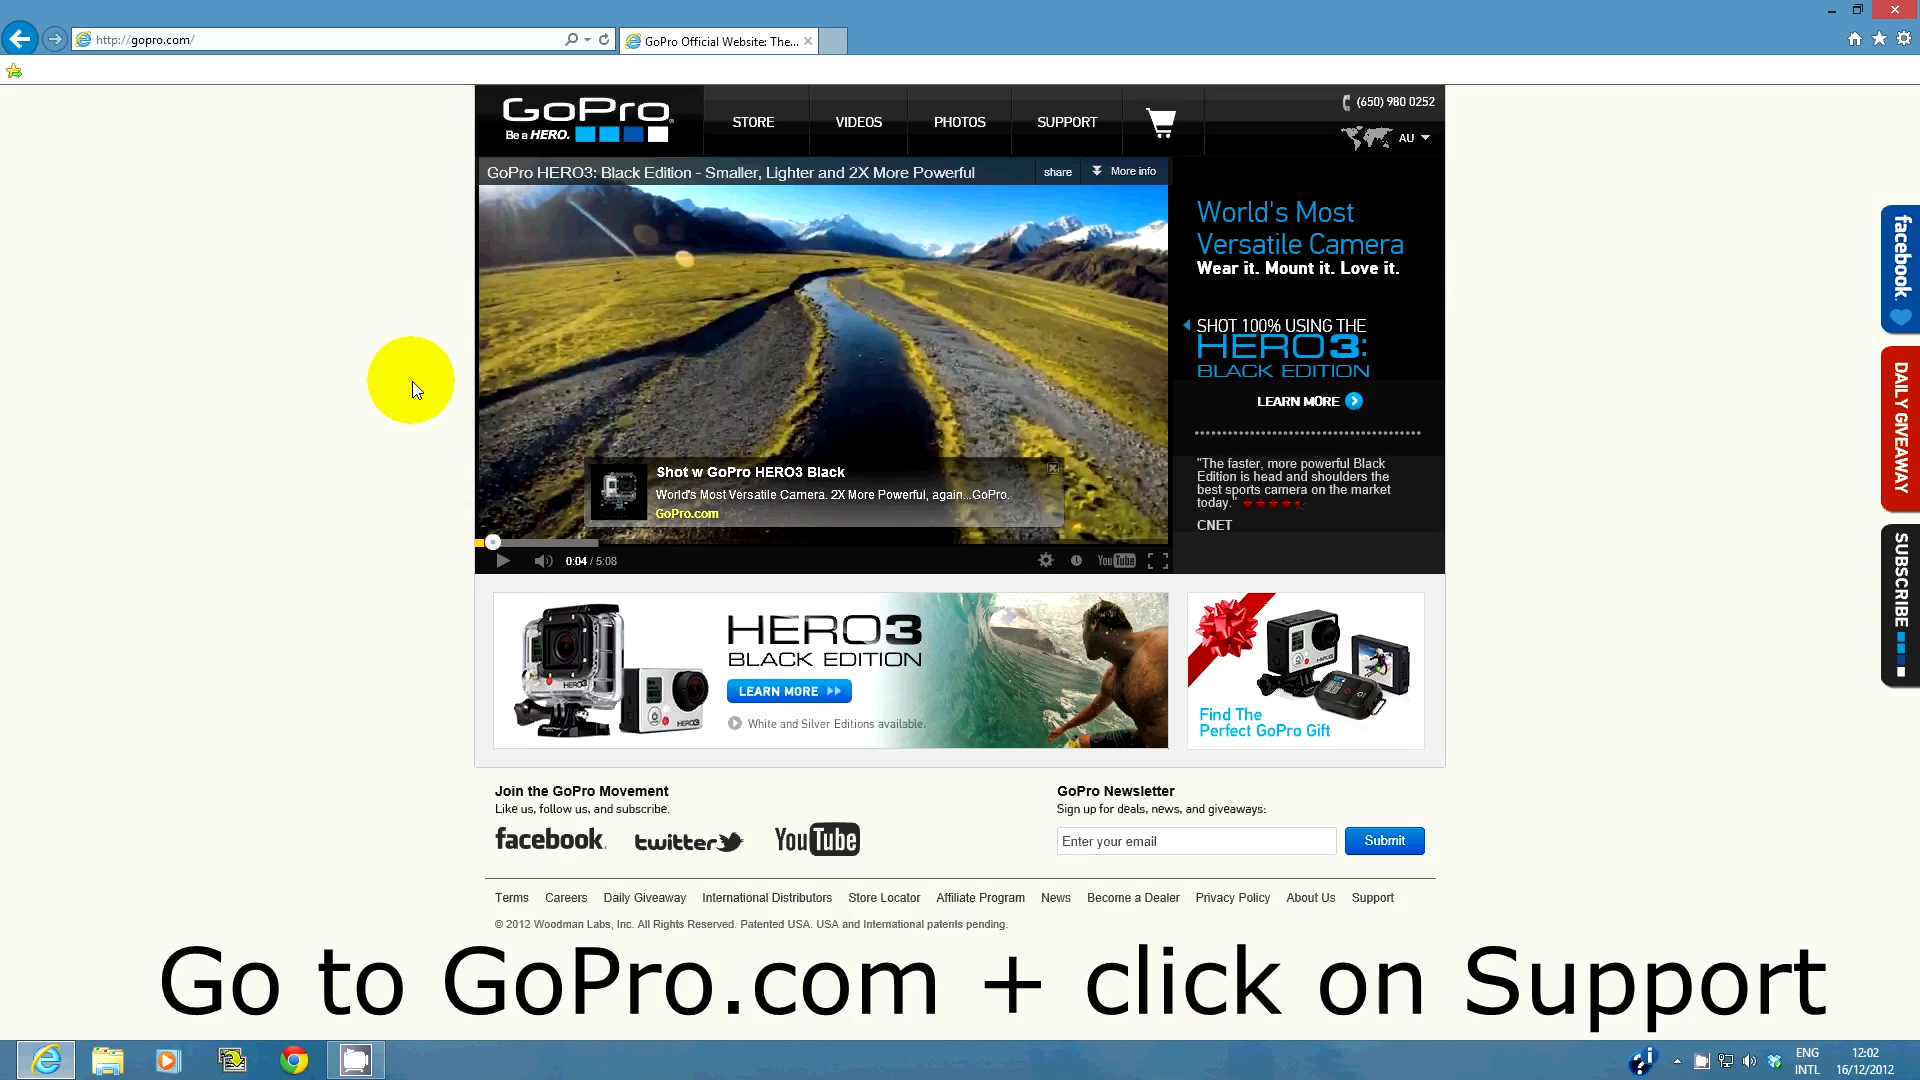 http://gopro.com/
GoPro Official Website: The...
GoPro
Be a HERO.
STORE
VIDEOS
PHOTOS
SUPPORT
(650) 980 0252
AU
GoPro HERO3: Black Edition - Smaller, Lighter and 2X More Powerful
share
More info
World's Most
Versatile Camera
Wear it. Mount it. Love it.
SHOT 100% USING THE
HERO3:
BLACK EDITION
LEARN MORE
"The faster, more powerful Black
Edition is head and shoulders the
best sports camera on the market
today."
CNET
Shot w GoPro HERO3 Black
World's Most Versatile Camera. 2X More Powerful, again...GoPro.
GoPro.com
0:04 / 5:08
YouTube
facebook
DAILY GIVEAWAY
SUBSCRIBE
HERO3
BLACK EDITION
LEARN MORE
White and Silver Editions available.
HERO3
HERO3
Find The
Perfect GoPro Gift
Join the GoPro Movement
Like us, follow us, and subscribe.
facebook.
twitter
YouTube
GoPro Newsletter
Sign up for deals, news, and giveaways:
Enter your email
Submit
Terms Careers Daily Giveaway International Distributors Store Locator Affiliate Program News Become a Dealer Privacy Policy About Us Support
© 2012 Woodman Labs, Inc. All Rights Reserved. Patented USA. USA and International patents pending.
Go to GoPro.com + click on Support
ENG
INTL
12:02
16/12/2012